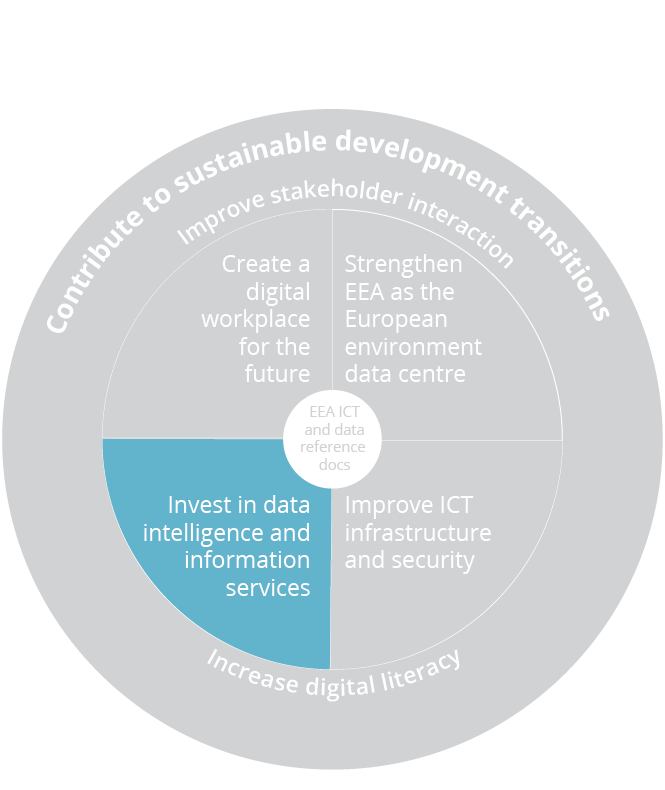 Contribute to sustainable development transitions
Improve stakeholder interaction
Create a
digital
workplace
for the
future
Strengthen
EEA as the
European
environment
data centre
EEA ICT
and data
reference
docs
Invest in data
intelligence and
information
services
Improve ICT
infrastructure
and security
Increase digital literacy